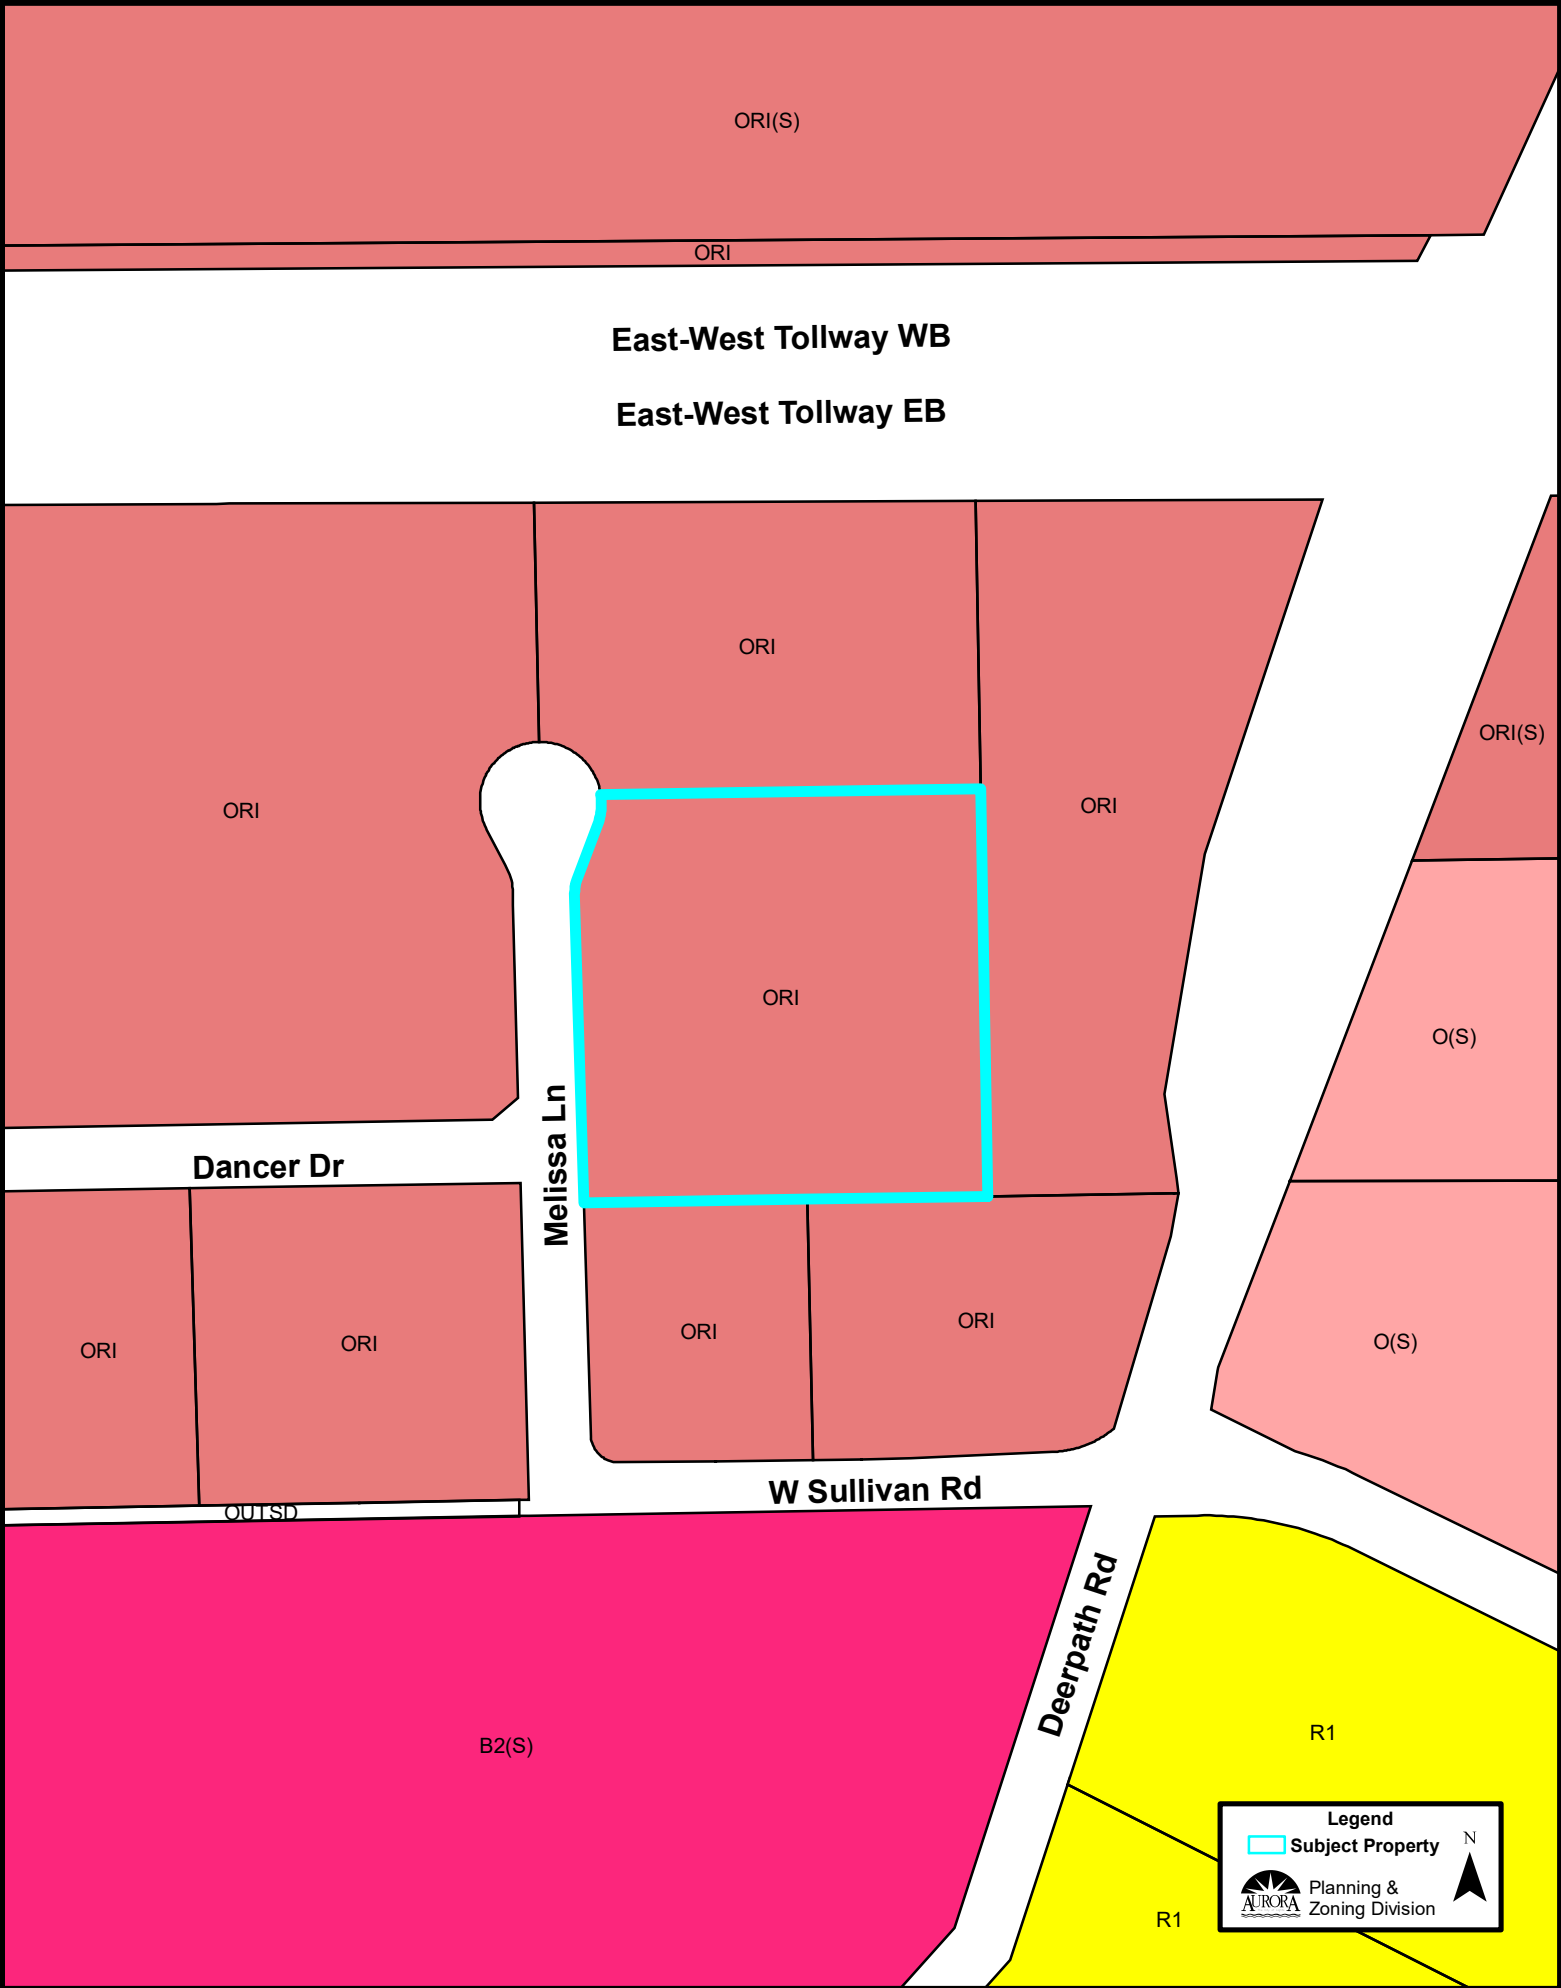 ORI(S)
ORI
East-West Tollway WB
East-West Tollway EB
ORI
ORI(S)
ORI
ORI
ORI
O(S)
Melissa Ln
Dancer Dr
ORI
ORI
ORI
ORI
O(S)
W Sullivan Rd
OUTSD
Deerpath Rd
B2(S)
R1
R1
Legend
Subject Property
N
AURORA
Planning &
Zoning Division